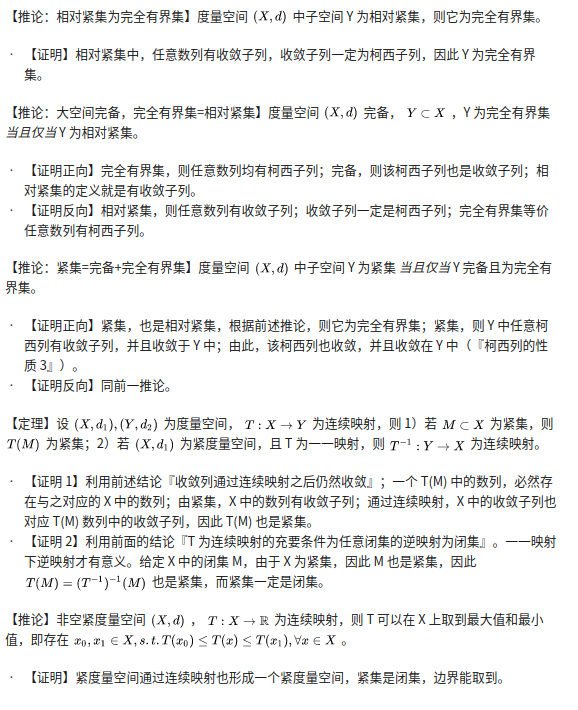 【推论：相对紧集为完全有界集】度量空间 (X, d) 中子空间 Y 为相对紧集，则它为完全有界集。
· 【证明】相对紧集中，任意数列有收敛子列，收敛子列一定为柯西子列，因此 Y 为完全有界
集。
【推论：大空间完备，完全有界集=相对紧集】度量空间 (X, d) 完备， Y ⊂ X ，Y 为完全有界集
当且仅当 Y 为相对紧集。
· 【证明正向】完全有界集，则任意数列均有柯西子列；完备，则该柯西子列也是收敛子列；相
对紧集的定义就是有收敛子列。
· 【证明反向】相对紧集，则任意数列有收敛子列；收敛子列一定是柯西子列；完全有界集等价
任意数列有柯西子列。
【推论：紧集=完备+完全有界集】度量空间 (X, d) 中子空间 Y 为紧集 当且仅当 Y 完备且为完全有
界集。
· 【证明正向】紧集，也是相对紧集，根据前述推论，则它为完全有界集；紧集，则 Y 中任意柯
西列有收敛子列，并且收敛于 Y 中；由此，该柯西列也收敛，并且收敛在 Y 中（『柯西列的性
质 3』）。
· 【证明反向】同前一推论。
【定理】设 (X, d₁), (Y, d₂) 为度量空间， T : X → Y 为连续映射，则 1）若 M ⊂ X 为紧集，则
T(M) 为紧集；2）若 (X, d₁) 为紧度量空间，且 T 为一一映射，则 T⁻¹ : Y → X 为连续映射。
· 【证明 1】利用前述结论『收敛列通过连续映射之后仍然收敛』；一个 T(M) 中的数列，必然存
在与之对应的 X 中的数列；由紧集，X 中的数列有收敛子列；通过连续映射，X 中的收敛子列也
对应 T(M) 数列中的收敛子列，因此 T(M) 也是紧集。
· 【证明 2】利用前面的结论『T 为连续映射的充要条件为任意闭集的逆映射为闭集』。一一映射
下逆映射才有意义。给定 X 中的闭集 M，由于 X 为紧集，因此 M 也是紧集，因此
T(M) = (T⁻¹)⁻¹(M) 也是紧集，而紧集一定是闭集。
【推论】非空紧度量空间 (X, d) ， T : X → ℝ 为连续映射，则 T 可以在 X 上取到最大值和最小
值，即存在 x₀, x₁ ∈ X, s.t. T(x₀) ≤ T(x) ≤ T(x₁), ∀x ∈ X 。
· 【证明】紧度量空间通过连续映射也形成一个紧度量空间，紧集是闭集，边界能取到。